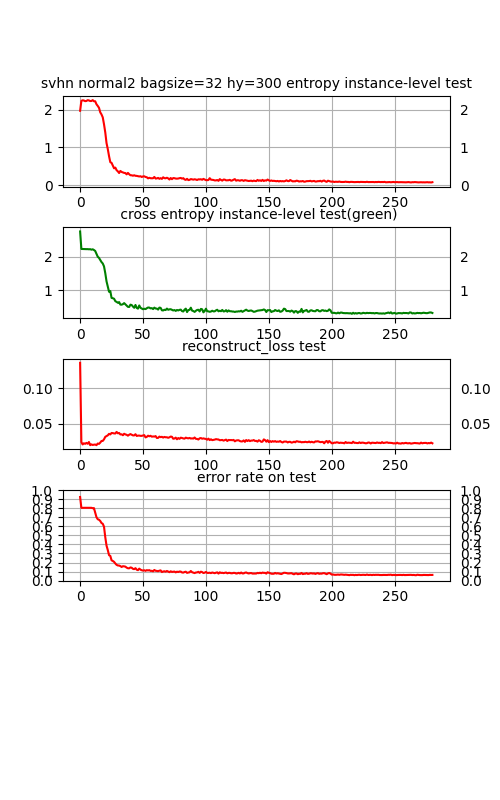 svhn normal2 bagsize=32 hy=300 entropy instance-level test
2 2
1 1
0 0
0 50 100 150 200 250
cross entropy instance-level test(green)
2 2
1 1
0 50 100 150 200 250
reconstruct_loss test
0.10 0.10
0.05 0.05
0 50 100 150 200 250
error rate on test
1.0 1.0
0.9 0.9
0.8 0.8
0.7 0.7
0.6 0.6
0.5 0.5
0.4 0.4
0.3 0.3
0.2 0.2
0.1 0.1
0.0 0.0
0 50 100 150 200 250